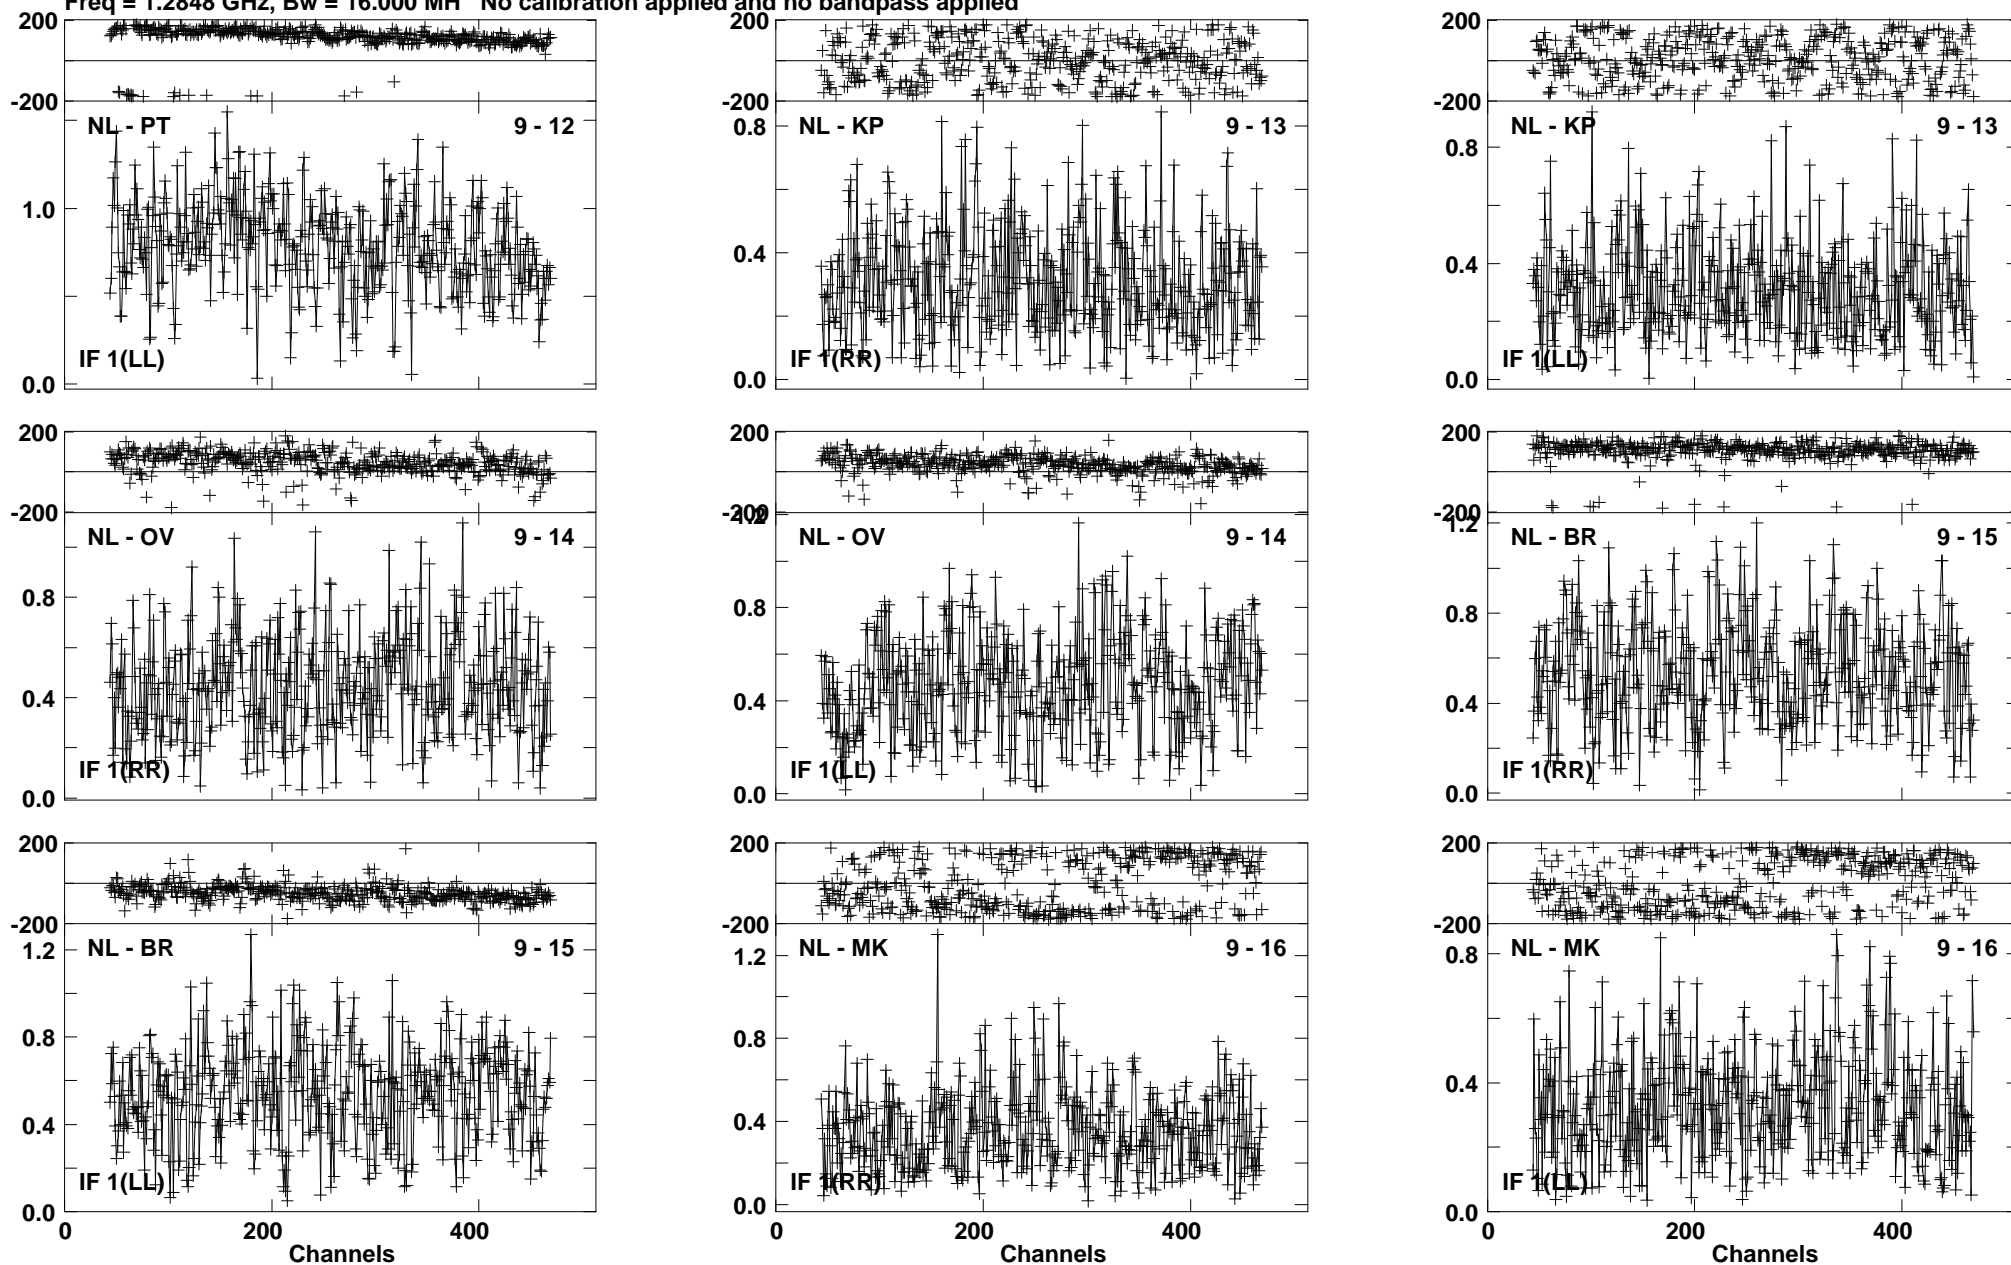 Freq = 1.2848 GHz, Bw = 16.000 MH No calibration applied and no bandpass applied
200 200 200
-200 -200 -200
NL - PT 9 - 12 NL - KP 9 - 13 NL - KP 9 - 13
1.0 0.8 0.8
0.4 0.4
IF 1(LL) IF 1(RR) IF 1(LL)
0.0 0.0 0.0
200 200 200
-200 -200 -200
1.2 1.2
NL - OV 9 - 14 NL - OV 9 - 14 NL - BR 9 - 15
0.8 0.8 0.8
0.4 0.4 0.4
IF 1(RR) IF 1(LL) IF 1(RR)
0.0 0.0 0.0
200 200 200
-200 -200 -200
NL - BR 9 - 15 NL - MK 9 - 16 NL - MK 9 - 16
1.2 1.2 0.8
0.8 0.8
0.4 0.4 0.4
IF 1(LL) IF 1(RR) IF 1(LL)
0.0 0.0 0.0
0 200 400 0 200 400 0 200 400
Channels Channels Channels